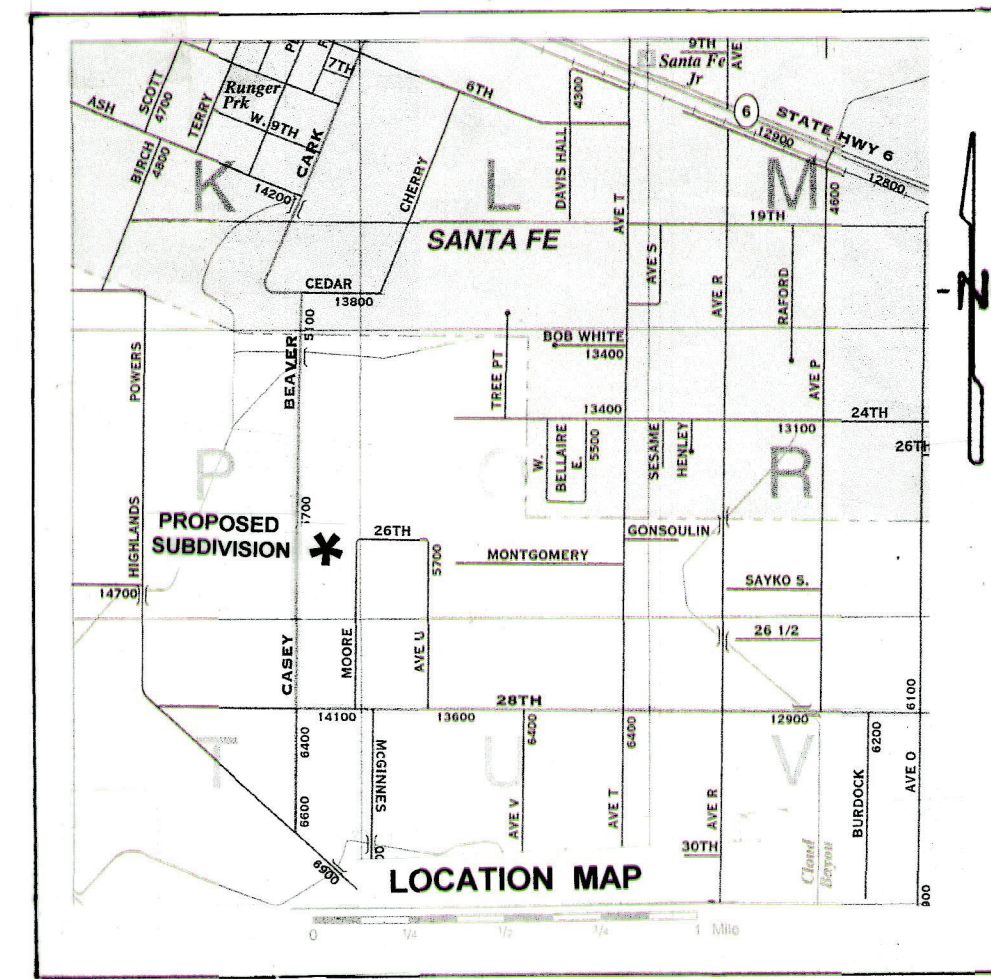 9TH
AVE
Santa Fe
Jr
7TH
Runger
Prk
SCOTT
4700
ASH
TERRY
W. 9TH
6TH
4300
DAVIS HALL
6
STATE HWY 6
12900
12800
BIRCH
4800
K
14200
CARK
CHERRY
L
AVE T
M
4600
19TH
SANTA FE
CEDAR
13800
AVE S
AVE R
RAFORD
N
POWERS
5100
BEAVER
TREE PT
BOB WHITE
13400
AVE P
13400
24TH
13100
26TH
W.
BELLAIRE
E.
5500
SESAME
HENLEY
P
R
PROPOSED
SUBDIVISION
*
HIGHLANDS
26TH
5700
GONSOULIN
MONTGOMERY
14700
SAYKO S.
26 1/2
CASEY
MOORE
AVE U
28TH
14100
13600
12900
6100
T
6400
McGINNES
U
6400
6400
V
6200
6600
AVE V
AVE T
AVE R
BURDOCK
AVE O
30TH
6900
LOCATION MAP
Cloud
Bayou
900
0
1/4
1/2
1/4
1 Mile